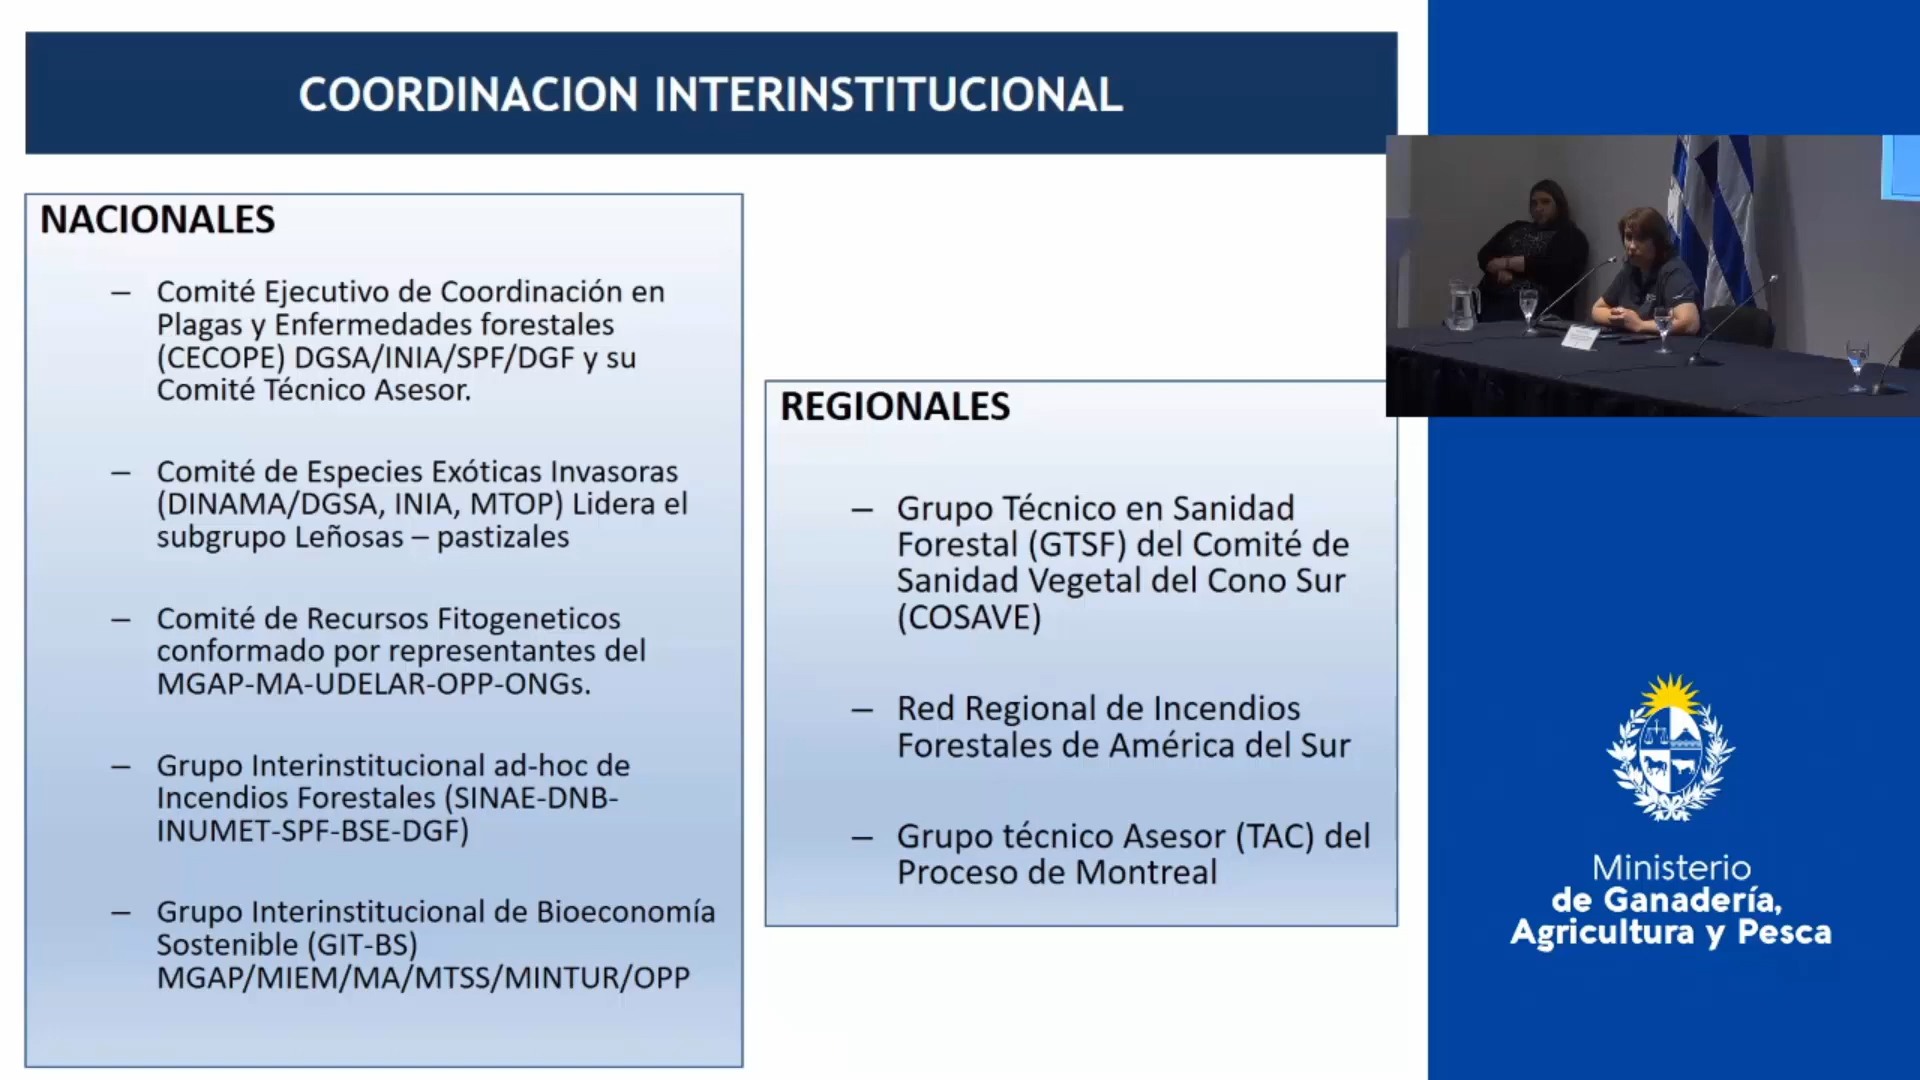 COORDINACION INTERINSTITUCIONAL
NACIONALES
– Comité Ejecutivo de Coordinación en
Plagas y Enfermedades forestales
(CECOPE) DGSA/INIA/SPF/DGF y su
Comité Técnico Asesor.
– Comité de Especies Exóticas Invasoras
(DINAMA/DGSA, INIA, MTOP) Lidera el
subgrupo Leñosas – pastizales
– Comité de Recursos Fitogeneticos
conformado por representantes del
MGAP-MA-UDELAR-OPP-ONGs.
– Grupo Interinstitucional ad-hoc de
Incendios Forestales (SINAE-DNB-
INUMET-SPF-BSE-DGF)
– Grupo Interinstitucional de Bioeconomía
Sostenible (GIT-BS)
MGAP/MIEM/MA/MTSS/MINTUR/OPP
REGIONALES
– Grupo Técnico en Sanidad
Forestal (GTSF) del Comité de
Sanidad Vegetal del Cono Sur
(COSAVE)
– Red Regional de Incendios
Forestales de América del Sur
– Grupo técnico Asesor (TAC) del
Proceso de Montreal
Ministerio
de Ganadería,
Agricultura y Pesca